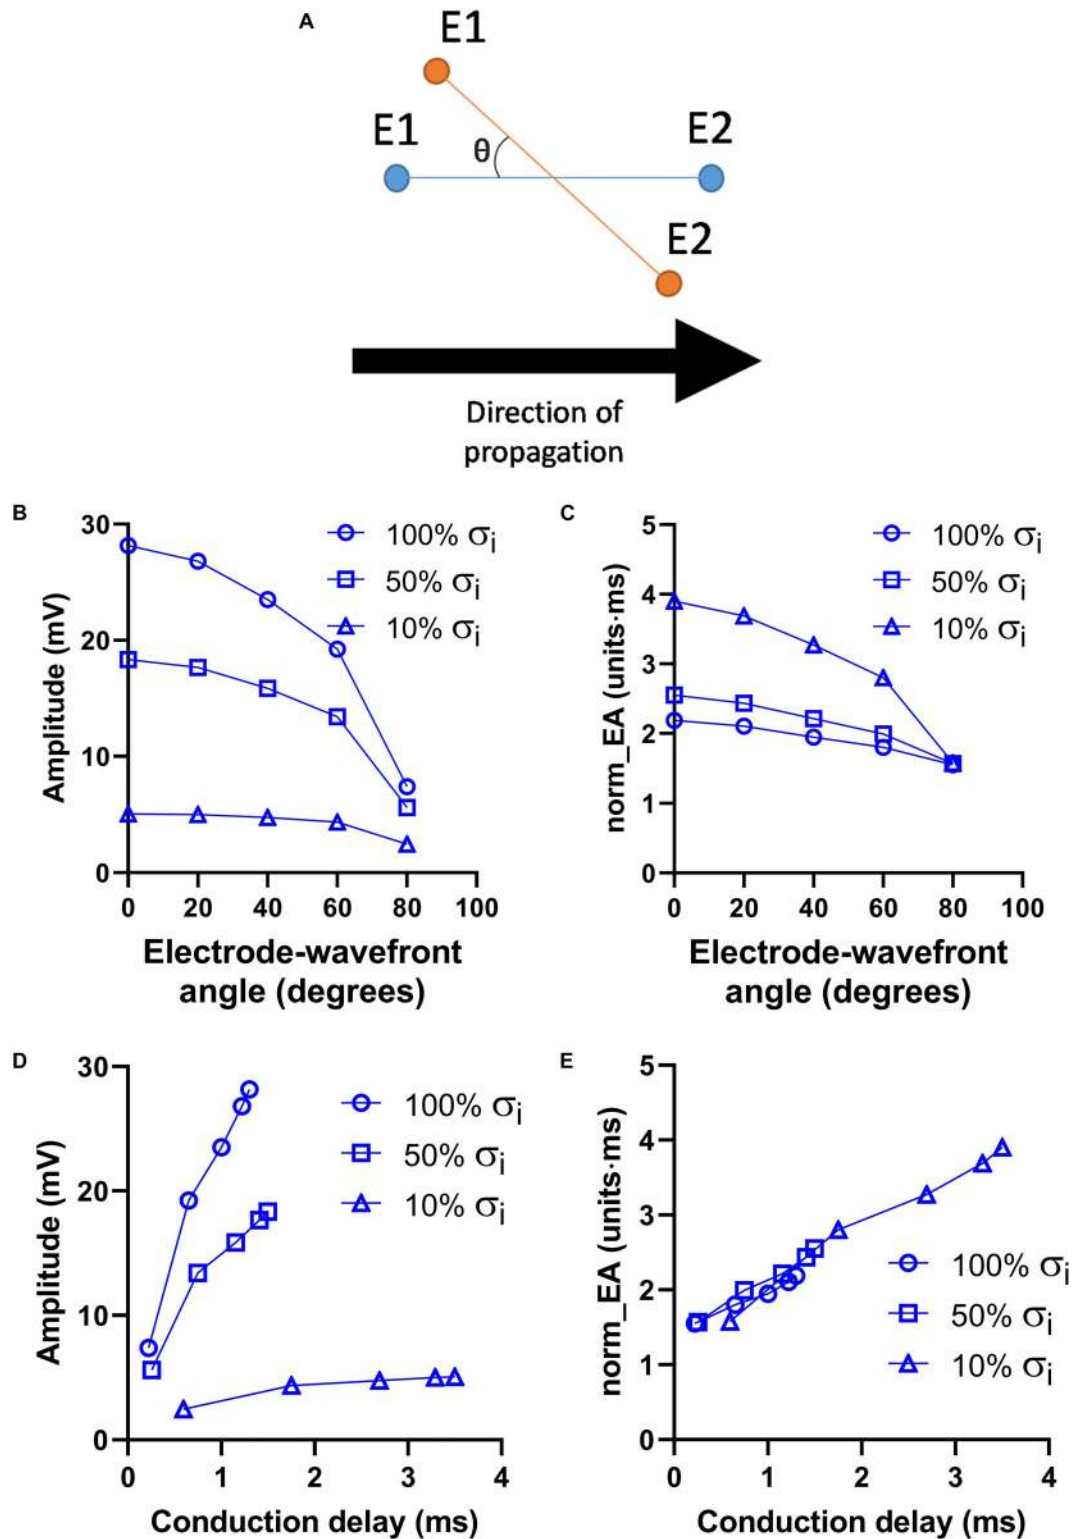 A
E1
E1
E2
θ
E2
Direction of
propagation
B
30
20
10
0
0 20 40 60 80 100
Amplitude (mV)
Electrode-wavefront
angle (degrees)
100% σi
50% σi
10% σi
C
5
4
3
2
1
0
0 20 40 60 80 100
norm_EA (units·ms)
Electrode-wavefront
angle (degrees)
100% σi
50% σi
10% σi
D
30
20
10
0
0 1 2 3 4
Amplitude (mV)
Conduction delay (ms)
100% σi
50% σi
10% σi
E
5
4
3
2
1
0
0 1 2 3 4
norm_EA (units·ms)
Conduction delay (ms)
100% σi
50% σi
10% σi